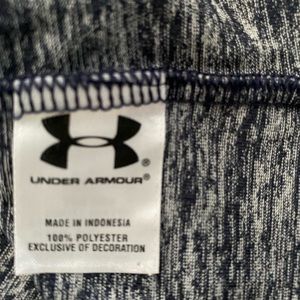 UNDER ARMOUR®
MADE IN INDONESIA
100% POLYESTER
EXCLUSIVE OF DECORATION